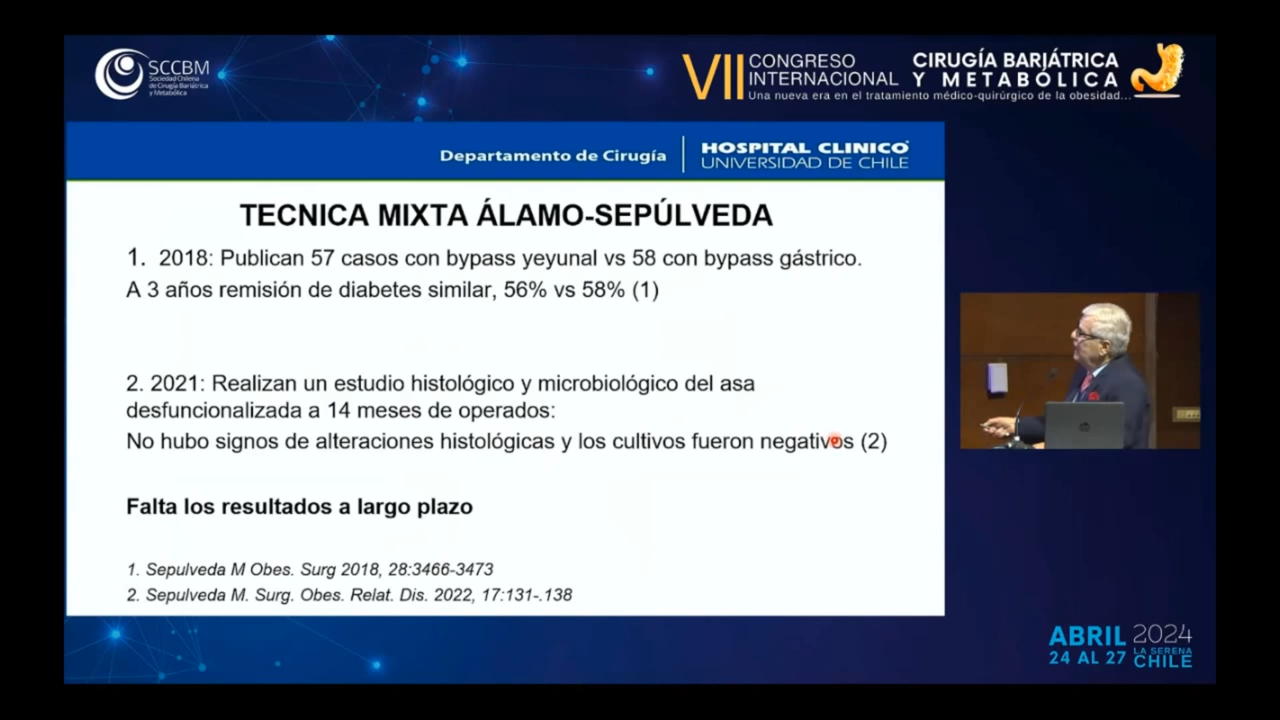 SCCBM
Sociedad Chilena
de Cirugía Bariátrica
y Metabólica
VII CONGRESO
INTERNACIONAL
CIRUGÍA BARIÁTRICA
Y METABÓLICA
Una nueva era en el tratamiento médico-quirúrgico de la obesidad...
Departamento de Cirugía
HOSPITAL CLINICO
UNIVERSIDAD DE CHILE
TECNICA MIXTA ÁLAMO-SEPÚLVEDA
1. 2018: Publican 57 casos con bypass yeyunal vs 58 con bypass gástrico.
A 3 años remisión de diabetes similar, 56% vs 58% (1)
2. 2021: Realizan un estudio histológico y microbiológico del asa
desfuncionalizada a 14 meses de operados:
No hubo signos de alteraciones histológicas y los cultivos fueron negativos (2)
Falta los resultados a largo plazo
1. Sepulveda M Obes. Surg 2018, 28:3466-3473
2. Sepulveda M. Surg. Obes. Relat. Dis. 2022, 17:131-.138
hp
ABRIL 2024
24 AL 27
LA SERENA
CHILE